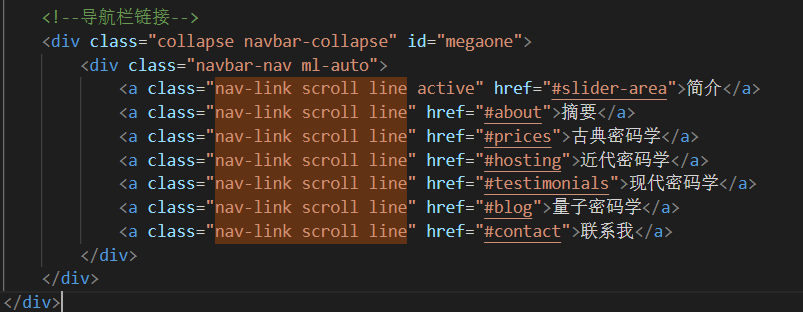 <!--导航栏链接-->
<div class="collapse navbar-collapse" id="megaone">
<div class="navbar-nav ml-auto">
<a class="nav-link scroll line active" href="#slider-area">简介</a>
<a class="nav-link scroll line" href="#about">摘要</a>
<a class="nav-link scroll line" href="#prices">古典密码学</a>
<a class="nav-link scroll line" href="#hosting">近代密码学</a>
<a class="nav-link scroll line" href="#testimonials">现代密码学</a>
<a class="nav-link scroll line" href="#blog">量子密码学</a>
<a class="nav-link scroll line" href="#contact">联系我</a>
</div>
</div>
</div>